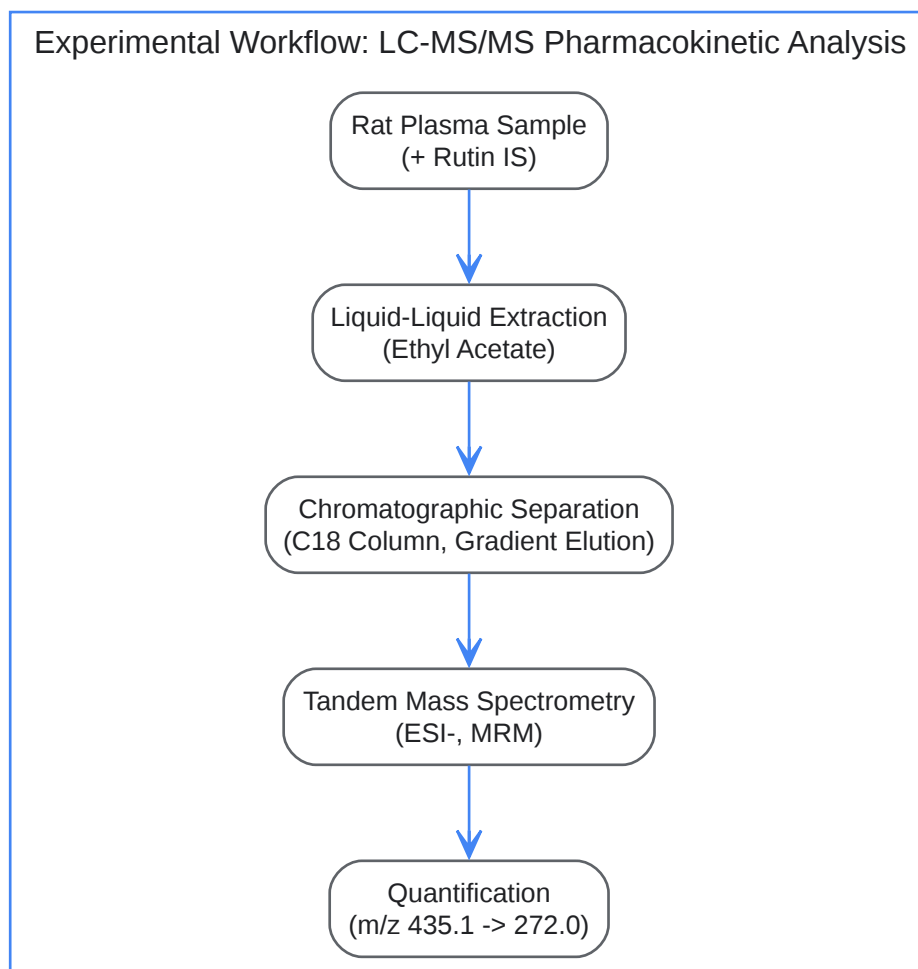 Experimental Workflow: LC-MS/MS Pharmacokinetic Analysis
Rat Plasma Sample
(+ Rutin IS)
Liquid-Liquid Extraction
(Ethyl Acetate)
Chromatographic Separation
(C18 Column, Gradient Elution)
Tandem Mass Spectrometry
(ESI-, MRM)
Quantification
(m/z 435.1 -> 272.0)